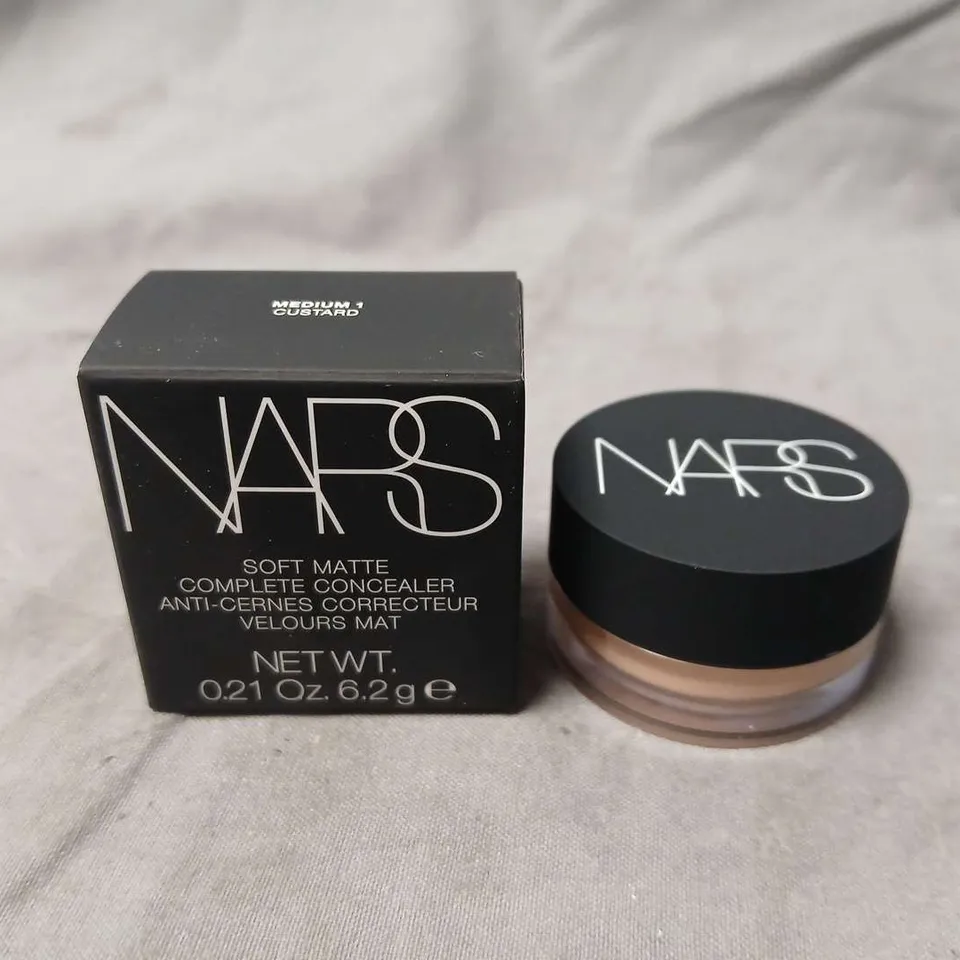 MEDIUM 1
CUSTARD
NARS
SOFT MATTE
COMPLETE CONCEALER
ANTI-CERNES CORRECTEUR
VELOURS MAT
NET WT.
0.21 Oz. 6.2 g ℮
NARS